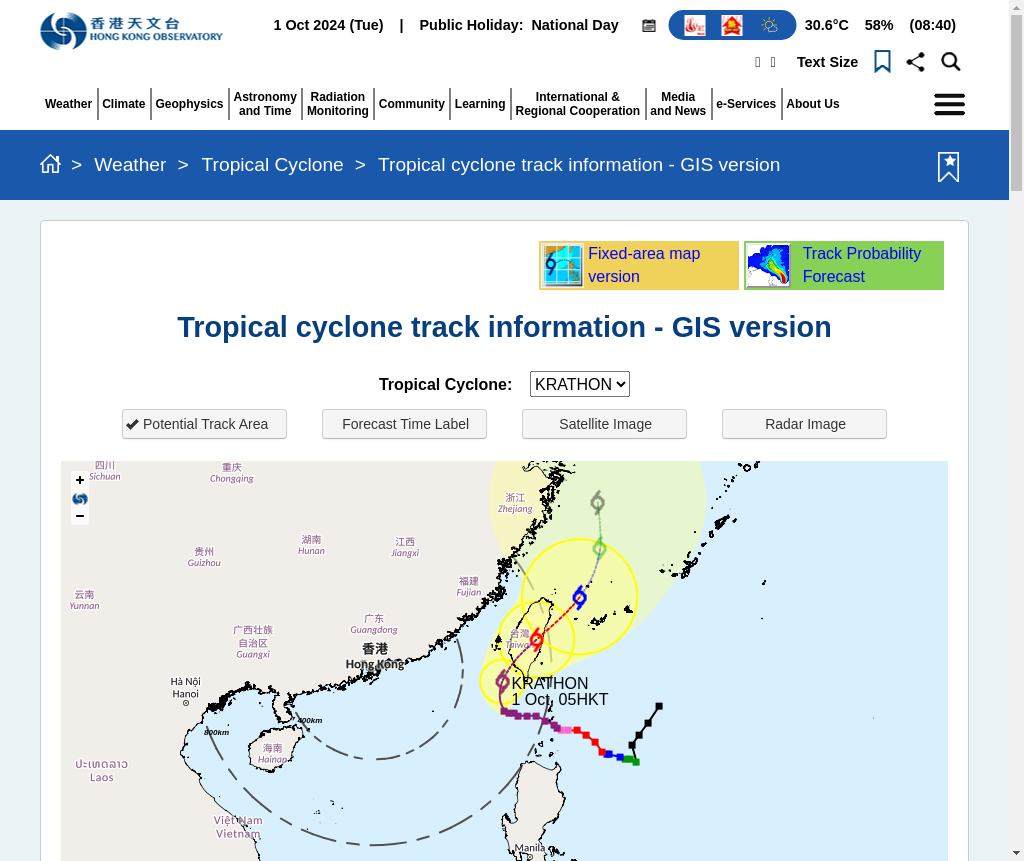 香港天文台
HONG KONG OBSERVATORY
1 Oct 2024 (Tue) | Public Holiday: National Day
30.6°C 58% (08:40)
Text Size
Weather
Climate
Geophysics
Astronomy
and Time
Radiation
Monitoring
Community
Learning
International &
Regional Cooperation
Media
and News
e-Services
About Us
> Weather > Tropical Cyclone > Tropical cyclone track information - GIS version
Fixed-area map
version
Track Probability
Forecast
Tropical cyclone track information - GIS version
Tropical Cyclone: KRATHON
Potential Track Area
Forecast Time Label
Satellite Image
Radar Image
+
−
四川
Sichuan
重庆
Chongqing
浙江
Zhejiang
贵州
Guizhou
湖南
Hunan
江西
Jiangxi
云南
Yunnan
福建
Fujian
广东
Guangdong
广西壮族
自治区
Guangxi
台灣
Taiwan
香港
Hong Kong
Hà Nội
Hanoi
KRATHON
1 Oct, 05HKT
400km
800km
海南
Hainan
ປະເທດລາວ
Laos
Việt Nam
Vietnam
Manila